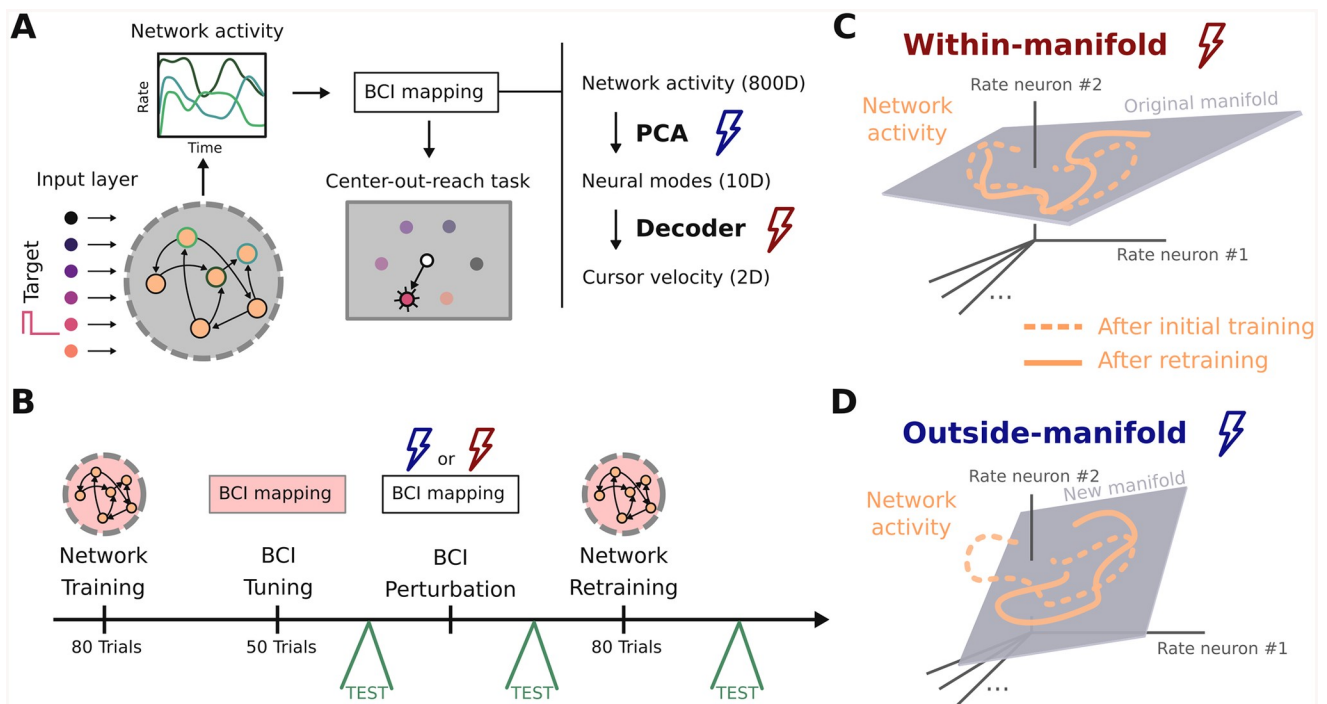 A
Network activity
Rate
Time
Input layer
Target
BCI mapping
Center-out-reach task
Network activity (800D)
PCA
Neural modes (10D)
Decoder
Cursor velocity (2D)
B
or
BCI mapping
BCI mapping
Network
Training
BCI
Tuning
BCI
Perturbation
Network
Retraining
80 Trials
50 Trials
80 Trials
TEST
TEST
TEST
C
Within-manifold
Rate neuron #2
Network
activity
Original manifold
Rate neuron #1
...
After initial training
After retraining
D
Outside-manifold
Rate neuron #2
New manifold
Network
activity
Rate neuron #1
...